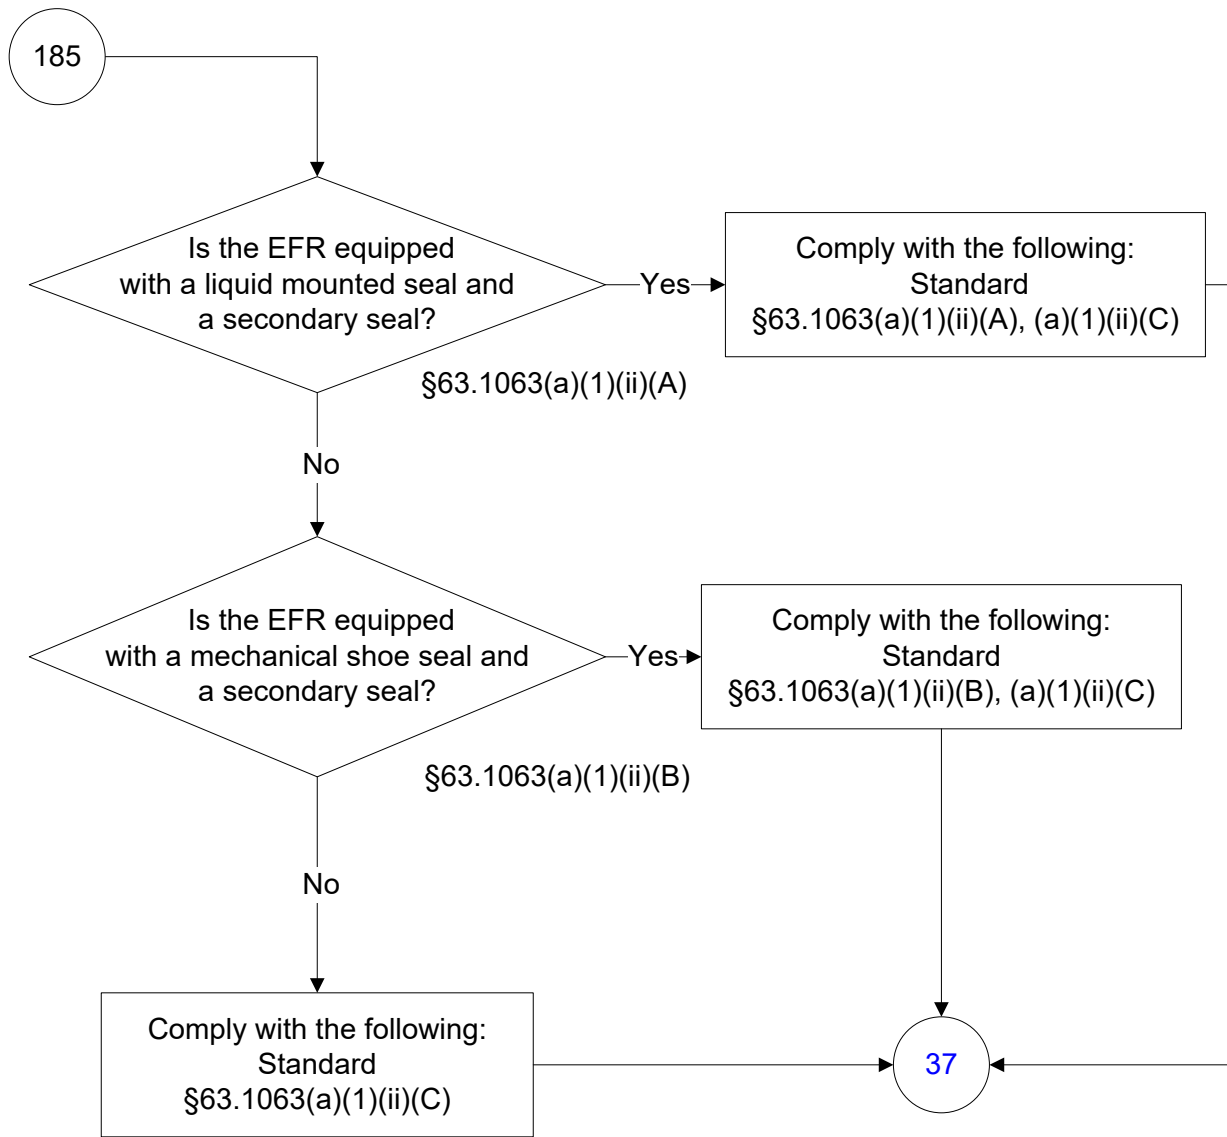 185
Is the EFR equipped
with a liquid mounted seal and
a secondary seal?
Yes
Comply with the following:
Standard
§63.1063(a)(1)(ii)(A), (a)(1)(ii)(C)
§63.1063(a)(1)(ii)(A)
No
Is the EFR equipped
with a mechanical shoe seal and
a secondary seal?
Yes
Comply with the following:
Standard
§63.1063(a)(1)(ii)(B), (a)(1)(ii)(C)
§63.1063(a)(1)(ii)(B)
No
Comply with the following:
Standard
§63.1063(a)(1)(ii)(C)
37